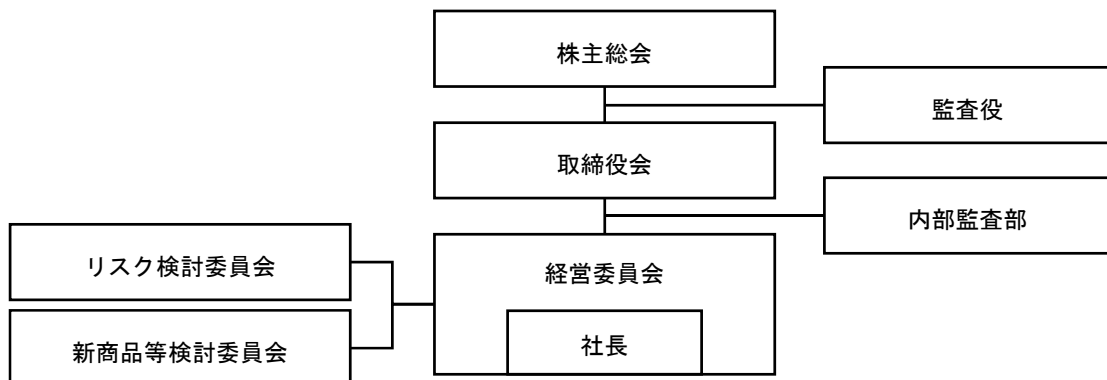 株主総会
監査役
取締役会
内部監査部
リスク検討委員会
経営委員会
新商品等検討委員会
社長